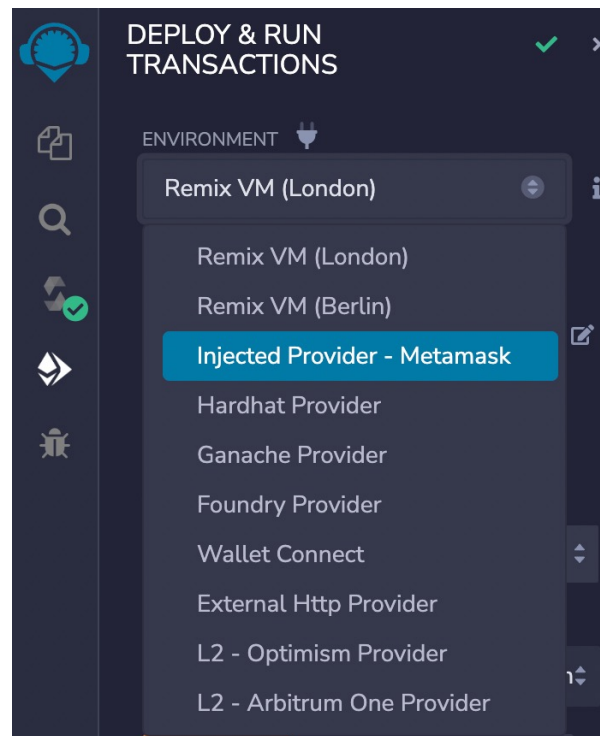 DEPLOY & RUN
TRANSACTIONS
ENVIRONMENT
Remix VM (London)
Remix VM (London)
Remix VM (Berlin)
Injected Provider - Metamask
Hardhat Provider
Ganache Provider
Foundry Provider
Wallet Connect
External Http Provider
L2 - Optimism Provider
L2 - Arbitrum One Provider